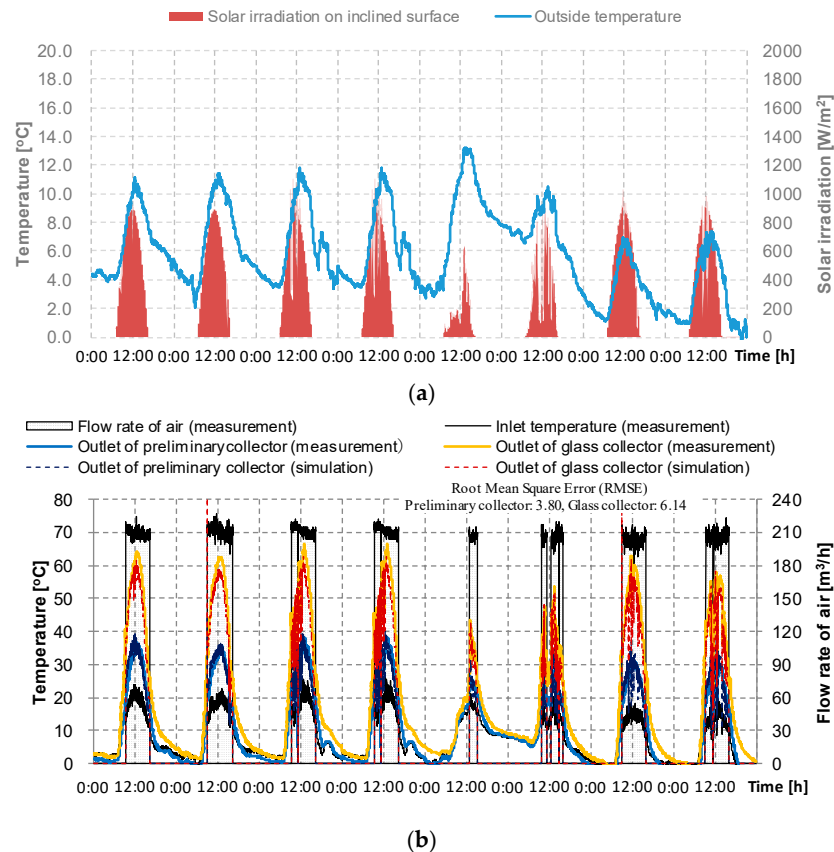 Solar irradiation on inclined surface Outside temperature
20.0 2000
18.0 1800
16.0 1600
14.0 1400
12.0 1200
10.0 1000
8.0 800
6.0 600
4.0 400
2.0 200
0.0 0
Temperature [°C]
Solar irradiation [W/m²]
0:00 12:00 0:00 12:00 0:00 12:00 0:00 12:00 0:00 12:00 0:00 12:00 0:00 12:00 0:00 12:00 Time [h]
(a)
Flow rate of air (measurement) Inlet temperature (measurement)
Outlet of preliminary collector (measurement) Outlet of glass collector (measurement)
Outlet of preliminary collector (simulation) Outlet of glass collector (simulation)
Root Mean Square Error (RMSE)
Preliminary collector: 3.80, Glass collector: 6.14
80 240
70 210
60 180
50 150
40 120
30 90
20 60
10 30
0 0
Temperature [°C]
Flow rate of air [m³/h]
0:00 12:00 0:00 12:00 0:00 12:00 0:00 12:00 0:00 12:00 0:00 12:00 0:00 12:00 0:00 12:00 Time [h]
(b)